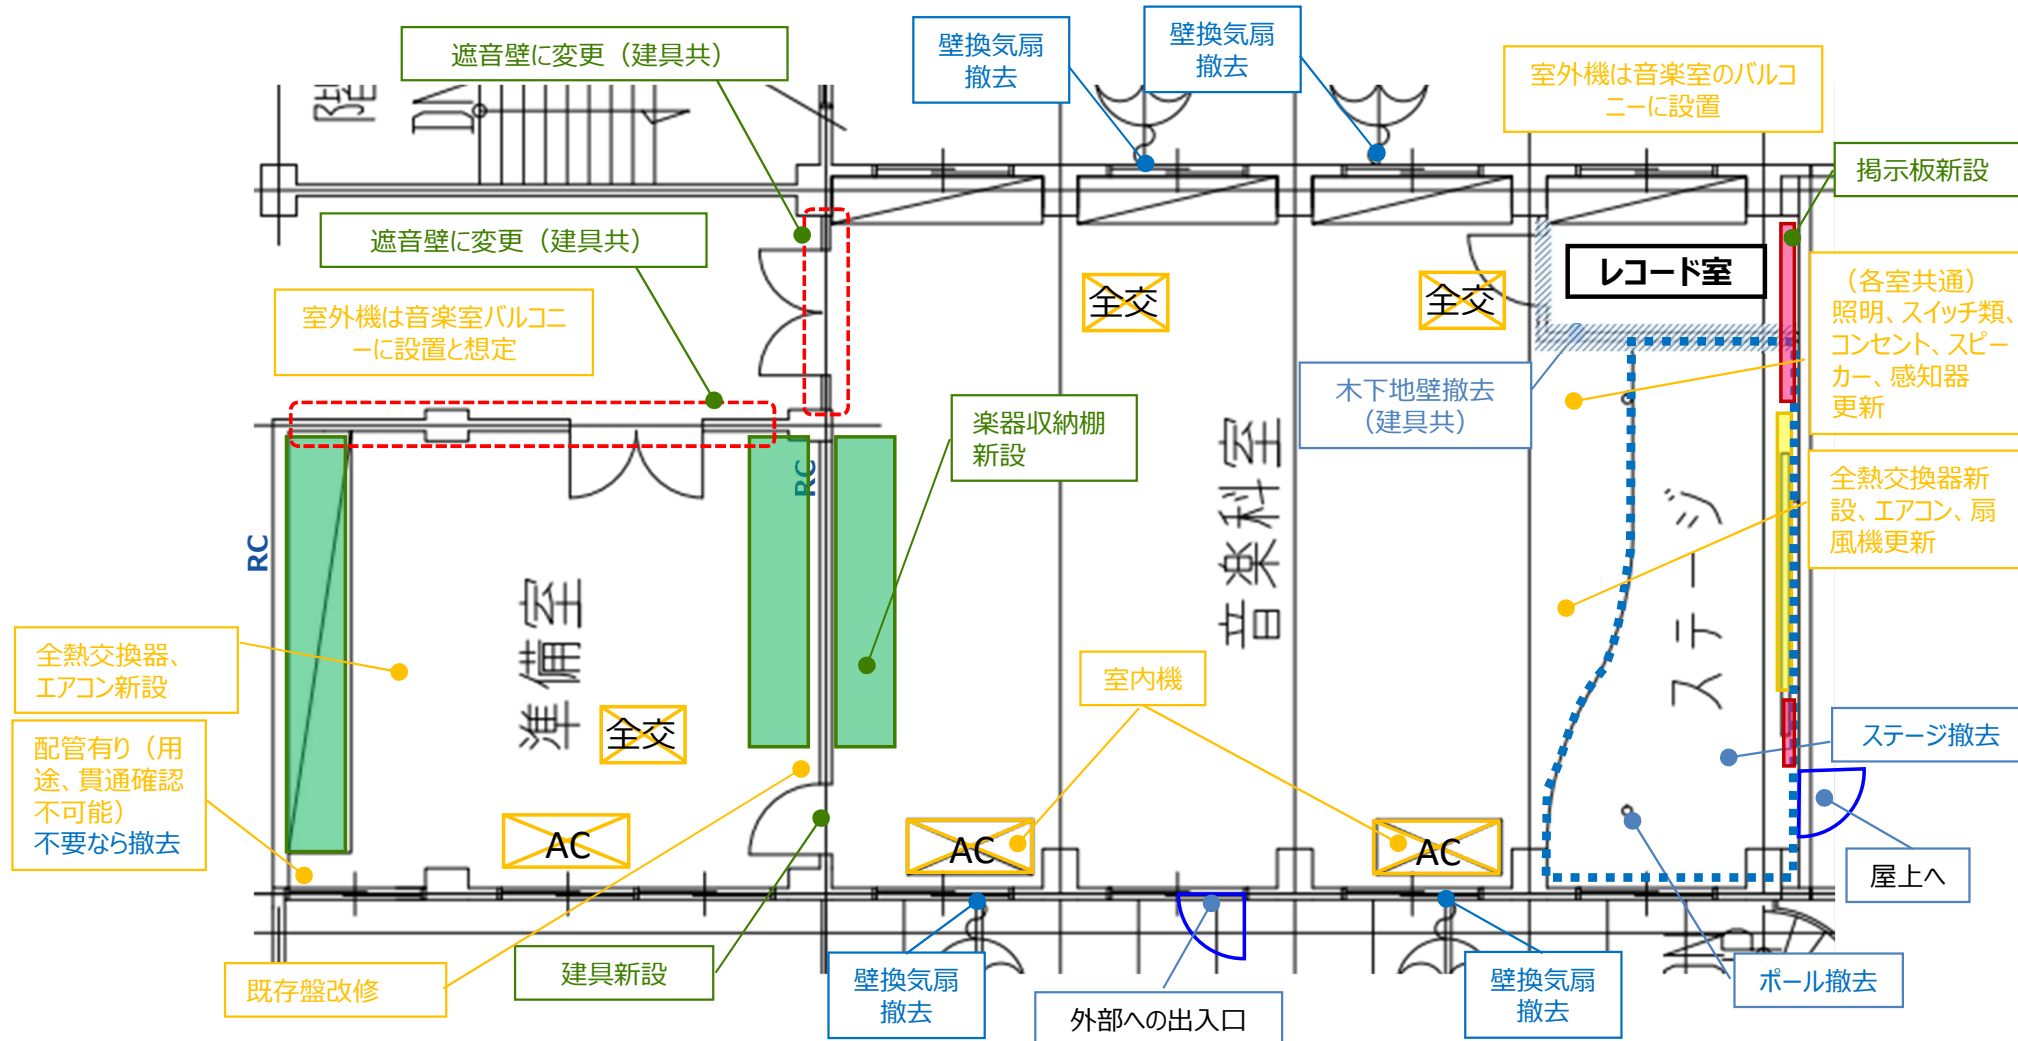 遮音壁に変更（建具共）
壁換気扇
撤去
壁換気扇
撤去
室外機は音楽室のバルコ
ニーに設置
掲示板新設
DN
遮音壁に変更（建具共）
レコード室
全交
全交
（各室共通）
照明、スイッチ類、
コンセント、スピー
カー、感知器
更新
室外機は音楽室バルコニ
ーに設置と想定
木下地壁撤去
（建具共）
楽器収納棚
新設
RC
RC
全熱交換器新
設、エアコン、扇
風機更新
準備室
音楽科室
ステージ
全熱交換器、
エアコン新設
室内機
全交
ステージ撤去
配管有り（用
途、貫通確認
不可能）
不要なら撤去
AC
AC
AC
屋上へ
既存盤改修
建具新設
壁換気扇
撤去
外部への出入口
壁換気扇
撤去
ポール撤去